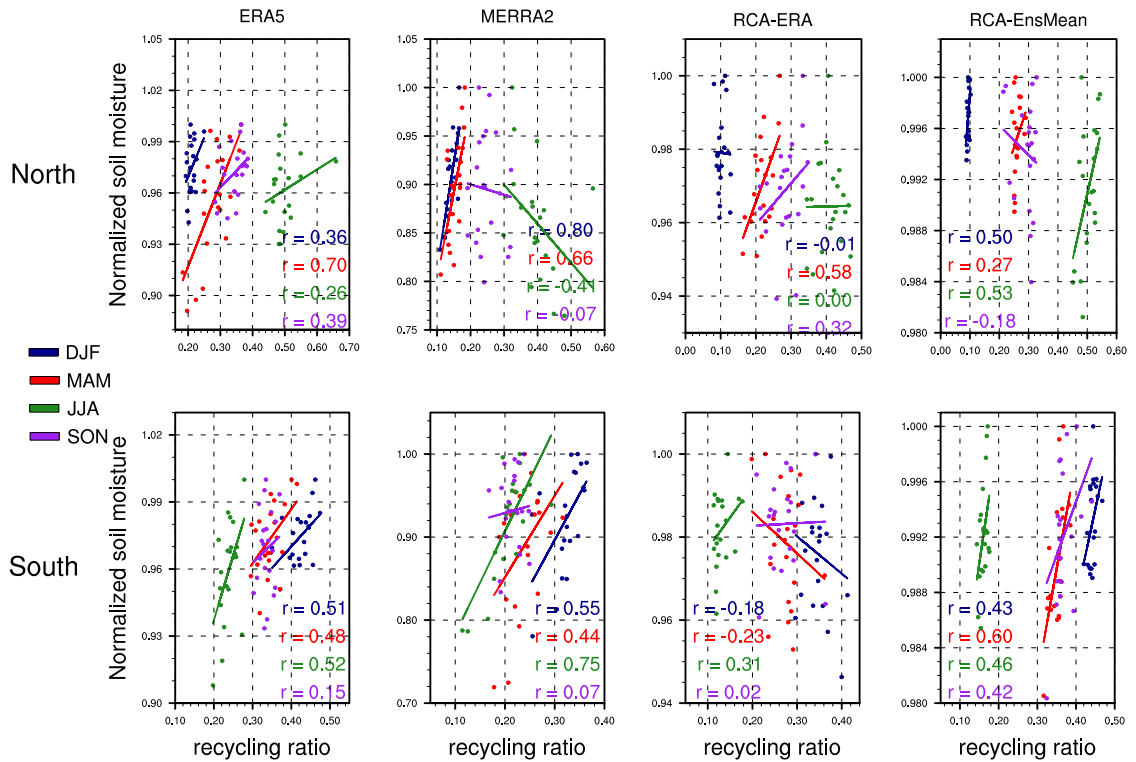 ERA5 MERRA2 RCA-ERA RCA-EnsMean
North
Normalized soil moisture
1.05
1.02
0.99
0.96
0.93
0.90
0.20 0.30 0.40 0.50 0.60 0.70
r = 0.36
r = 0.70
r = 0.26
r = 0.39
1.05
1.00
0.95
0.90
0.85
0.80
0.75
0.10 0.20 0.30 0.40 0.50 0.60
r = 0.80
r = 0.66
r = -0.41
r = -0.07
1.00
0.98
0.96
0.94
0.00 0.10 0.20 0.30 0.40 0.50
r = -0.01
r = 0.58
r = 0.00
r = 0.32
1.000
0.996
0.992
0.988
0.984
0.980
0.00 0.10 0.20 0.30 0.40 0.50 0.60
r = 0.50
r = 0.27
r = 0.53
r = -0.18
DJF
MAM
JJA
SON
South
Normalized soil moisture
1.02
0.99
0.96
0.93
0.90
0.10 0.20 0.30 0.40 0.50
r = 0.51
r = 0.48
r = 0.52
r = 0.15
recycling ratio
1.00
0.90
0.80
0.70
0.00 0.10 0.20 0.30 0.40
r = 0.55
r = 0.44
r = 0.75
r = 0.07
recycling ratio
1.00
0.98
0.96
0.94
0.10 0.20 0.30 0.40
r = -0.18
r = -0.23
r = 0.31
r = 0.02
recycling ratio
1.000
0.996
0.992
0.988
0.984
0.980
0.10 0.20 0.30 0.40 0.50
r = 0.43
r = 0.60
r = 0.46
r = 0.42
recycling ratio